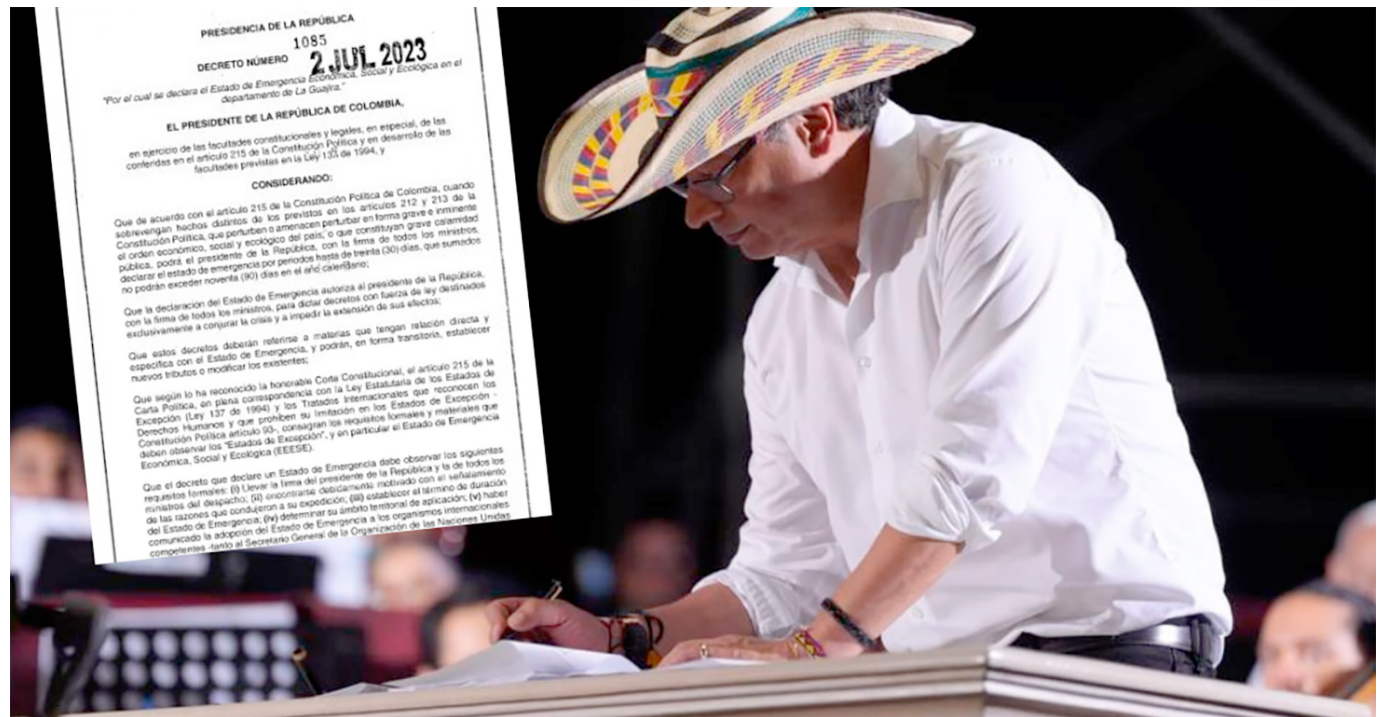 PRESIDENCIA DE LA REPÚBLICA
1085
DECRETO NÚMERO 2 JUL 2023
"Por el cual se declara el Estado de Emergencia Económica, Social y Ecológica en el
departamento de La Guajira."
EL PRESIDENTE DE LA REPÚBLICA DE COLOMBIA,
en ejercicio de las facultades constitucionales y legales, en especial, de las
conferidas en el artículo 215 de la Constitución Política y en desarrollo de las
facultades previstas en la Ley 133 de 1994, y
CONSIDERANDO:
Que de acuerdo con el artículo 215 de la Constitución Política de Colombia, cuando
sobrevengan hechos distintos de los previstos en los artículos 212 y 213 de la
Constitución Política, que perturben o amenacen perturbar en forma grave e inminente
el orden económico, social y ecológico del país, o que constituyan grave calamidad
pública, podrá el presidente de la República, con la firma de todos los ministros,
declarar el estado de emergencia por periodos hasta de treinta (30) días, que sumados
no podrán exceder noventa (90) días en el año calendario;
Que la declaración del Estado de Emergencia autoriza al presidente de la República,
con la firma de todos los ministros, para dictar decretos con fuerza de ley destinados
exclusivamente a conjurar la crisis y a impedir la extensión de sus efectos;
Que estos decretos deberán referirse a materias que tengan relación directa y
específica con el Estado de Emergencia, y podrán, en forma transitoria, establecer
nuevos tributos o modificar los existentes;
Que según lo ha reconocido la honorable Corte Constitucional, el artículo 215 de la
Carta Política, en plena correspondencia con la Ley Estatutaria de los Estados de
Excepción (Ley 137 de 1994) y los Tratados Internacionales que reconocen los
Derechos Humanos y que prohíben su limitación en los Estados de Excepción -
Constitución Política artículo 93-, consagran los requisitos formales y materiales que
deben observar los "Estados de Excepción", y en particular el Estado de Emergencia
Económica, Social y Ecológica (EEESE).
Que el decreto que declare un Estado de Emergencia debe observar los siguientes
requisitos formales: (i) Llevar la firma del presidente de la República y la de todos los
ministros del despacho; (ii) encontrarse debidamente motivado con el señalamiento
de las razones que condujeron a su expedición; (iii) establecer el término de duración
del Estado de Emergencia; (iv) determinar su ámbito territorial de aplicación; (v) haber
comunicado la adopción del Estado de Emergencia a los organismos internacionales
competentes -tanto al Secretario General de la Organización de las Naciones Unidas